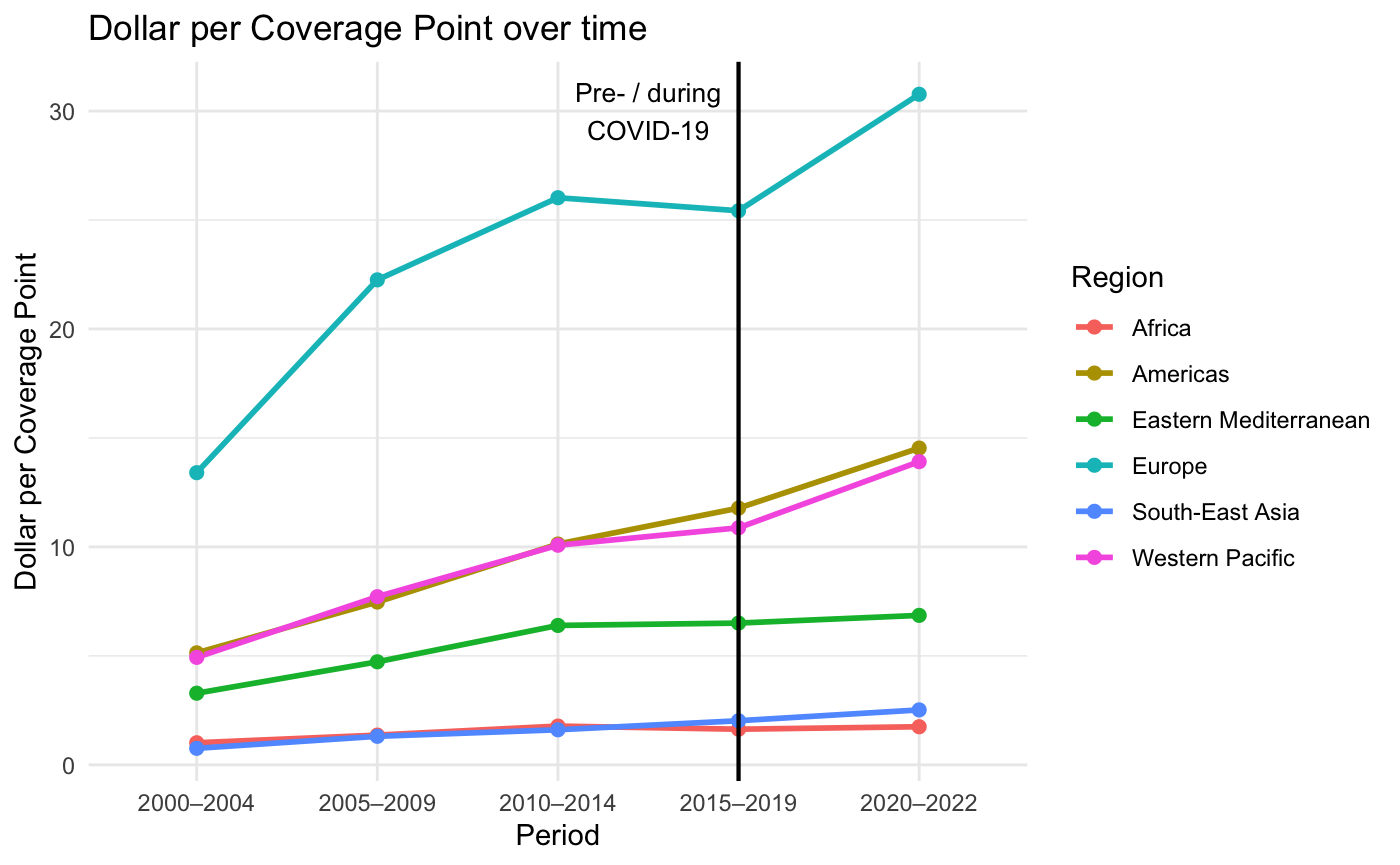 Dollar per Coverage Point over time
Pre- / during
COVID-19
Dollar per Coverage Point
30
20
10
0
2000–2004
2005–2009
2010–2014
2015–2019
2020–2022
Period
Region
Africa
Americas
Eastern Mediterranean
Europe
South-East Asia
Western Pacific